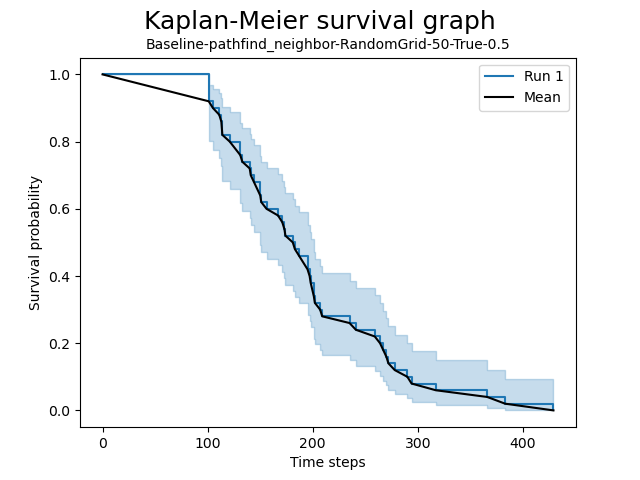 Kaplan-Meier survival graph
Baseline-pathfind_neighbor-RandomGrid-50-True-0.5
Run 1
Mean
Survival probability
1.0
0.8
0.6
0.4
0.2
0.0
0 100 200 300 400
Time steps